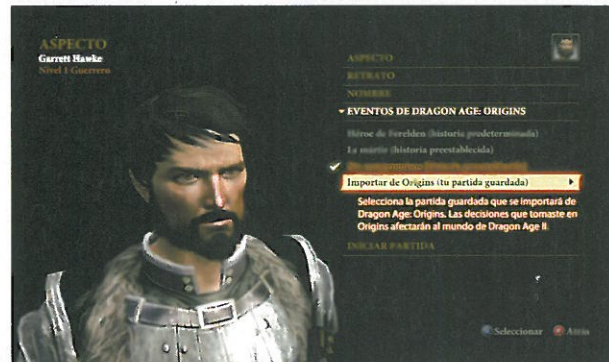 ASPECTO
Garrett Hawke
Nivel 1 Guerrero
ASPECTO
RETRATO
NOMBRE
EVENTOS DE DRAGON AGE: ORIGINS
Héroe de Ferelden (historia predeterminada)
La mártir (historia preestablecida)
Importar de Origins (tu partida guardada)
Selecciona la partida guardada que se importará de
Dragon Age: Origins. Las decisiones que tomaste en
Origins afectarán al mundo de Dragon Age II.
INICIAR PARTIDA
Seleccionar
Atrás